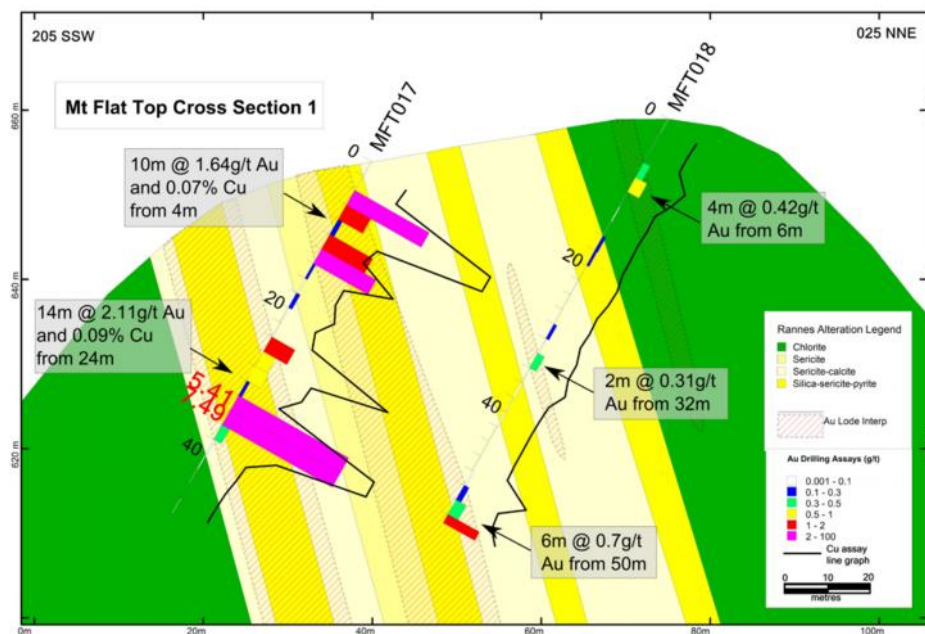 205 SSW
025 NNE
Mt Flat Top Cross Section 1
660m
640m
620m
0
MFT017
0
MFT018
10m @ 1.64g/t Au
and 0.07% Cu
from 4m
4m @ 0.42g/t
Au from 6m
20
20
14m @ 2.11g/t Au
and 0.09% Cu
from 24m
5.41
7.49
40
40
2m @ 0.31g/t
Au from 32m
6m @ 0.7g/t
Au from 50m
Rannes Alteration Legend
Chlorite
Sericite
Sericite-calcite
Silica-sericite-pyrite
Au Lode Interp
Au Drilling Assays (g/t)
0.001 - 0.1
0.1 - 0.3
0.3 - 0.5
0.5 - 1
1 - 2
2 - 100
Cu assay
line graph
0 10 20
metres
0m 20m 40m 60m 80m 100m